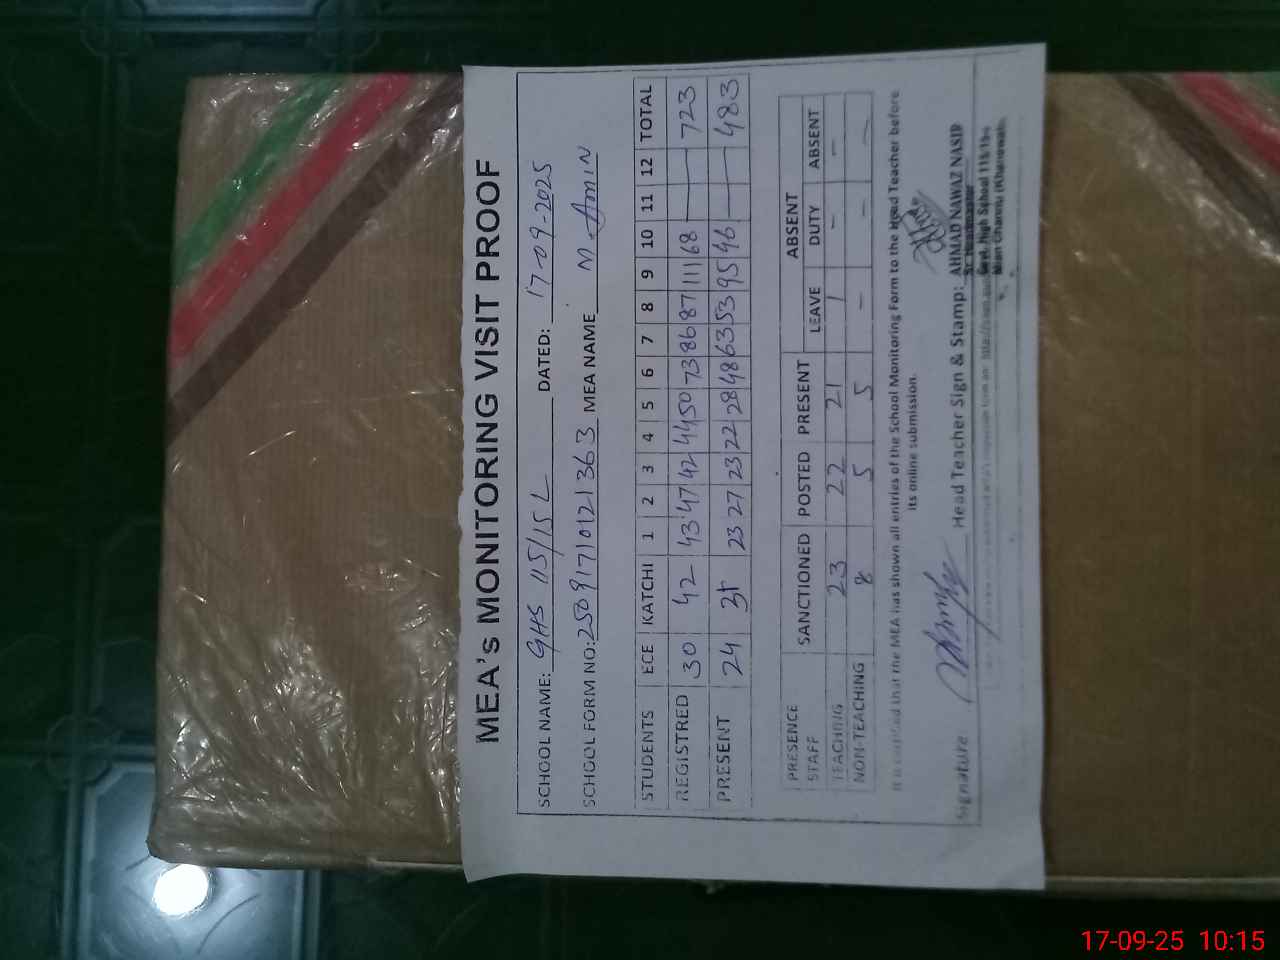 MEA's MONITORING VISIT PROOF
SCHOOL NAME: GHS 115/15 L DATED: 17-09-2025
SCHOOL FORM NO: 250917101121363 MEA NAME M. Amin
STUDENTS ECE KATCHI 1 2 3 4 5 6 7 8 9 10 11 12 TOTAL
REGISTRED 30 42 43 47 42 44 50 73 86 87 111 68 — 723
PRESENT 24 31 23 27 23 22 28 48 63 53 95 46 — 483
PRESENCE SANCTIONED POSTED PRESENT ABSENT
STAFF LEAVE DUTY ABSENT
TEACHING 23 22 21 1 - -
NON-TEACHING 8 5 5 - - -
It is certified that the MEA has shown all entries of the School Monitoring Form to the Head Teacher before
its online submission.
Signature Head Teacher Sign & Stamp: AHMAD NAWAZ NASIR
Sr. Headmaster
Govt. High School 115/15-L
Mian Channu (Khanewal)
17-09-25 10:15